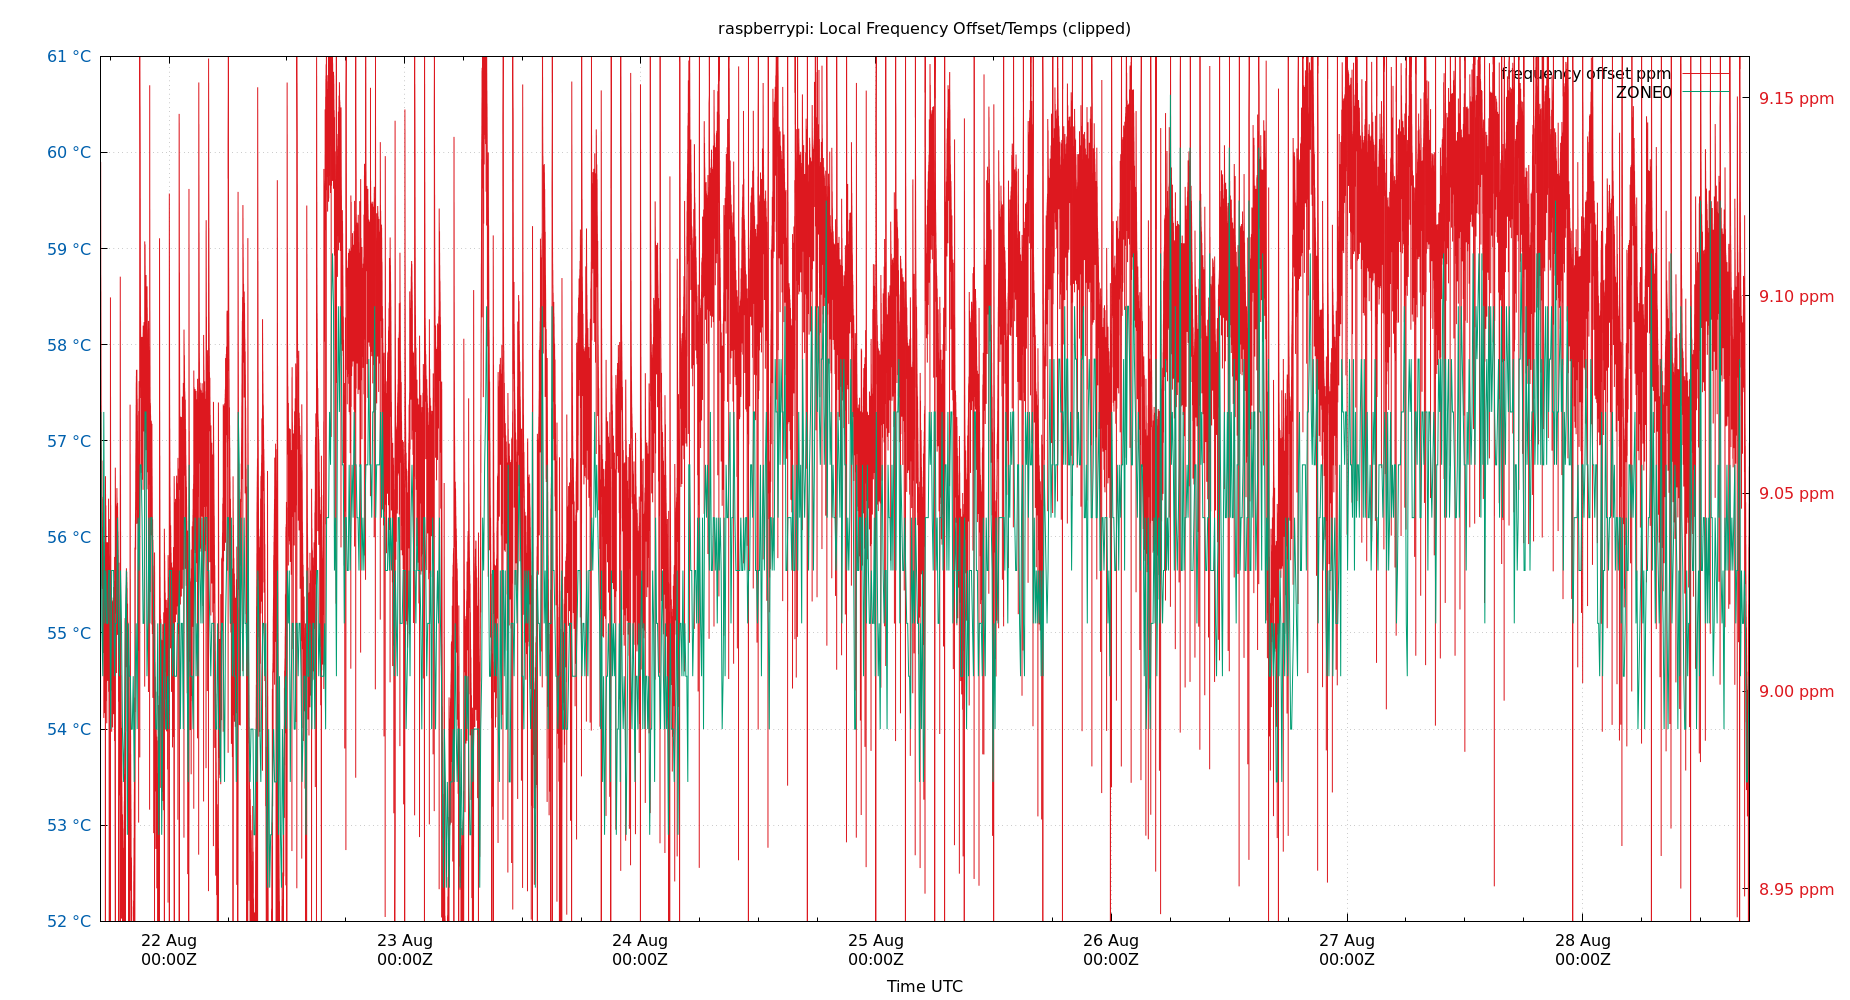 raspberrypi: Local Frequency Offset/Temps (clipped)
61 °C
60 °C
59 °C
58 °C
57 °C
56 °C
55 °C
54 °C
53 °C
52 °C
frequency offset ppm
ZONE0
9.15 ppm
9.10 ppm
9.05 ppm
9.00 ppm
8.95 ppm
22 Aug
00:00Z
23 Aug
00:00Z
24 Aug
00:00Z
25 Aug
00:00Z
26 Aug
00:00Z
27 Aug
00:00Z
28 Aug
00:00Z
Time UTC